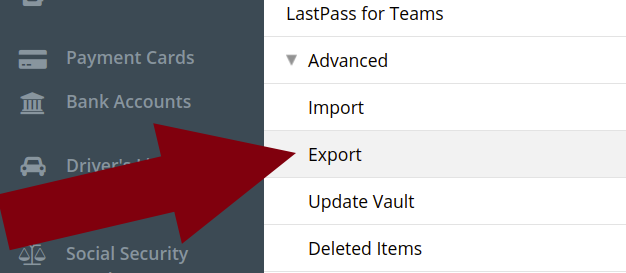 Payment Cards
Bank Accounts
Driver's
Social Security
LastPass for Teams
Advanced
Import
Export
Update Vault
Deleted Items